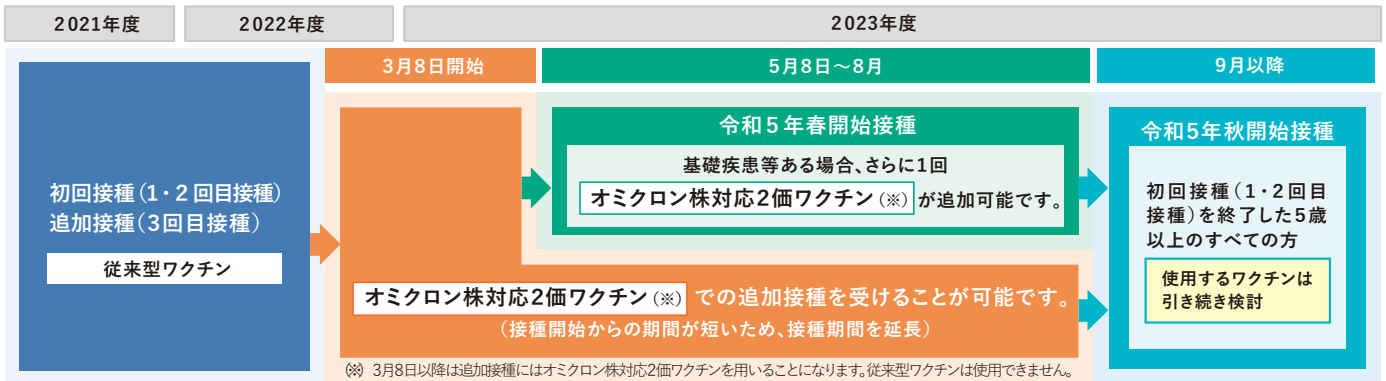 2021年度
2022年度
2023年度
3月8日開始
5月8日～8月
9月以降
初回接種（1・2回目接種）
追加接種（3回目接種）
従来型ワクチン
令和5年春開始接種
基礎疾患等ある場合、さらに1回
オミクロン株対応2価ワクチン（※）が追加可能です。
オミクロン株対応2価ワクチン（※）での追加接種を受けることが可能です。
（接種開始からの期間が短いため、接種期間を延長）
（※）3月8日以降は追加接種にはオミクロン株対応2価ワクチンを用いることになります。従来型ワクチンは使用できません。
令和5年秋開始接種
初回接種（1・2回目
接種）を終了した5歳
以上のすべての方
使用するワクチンは
引き続き検討